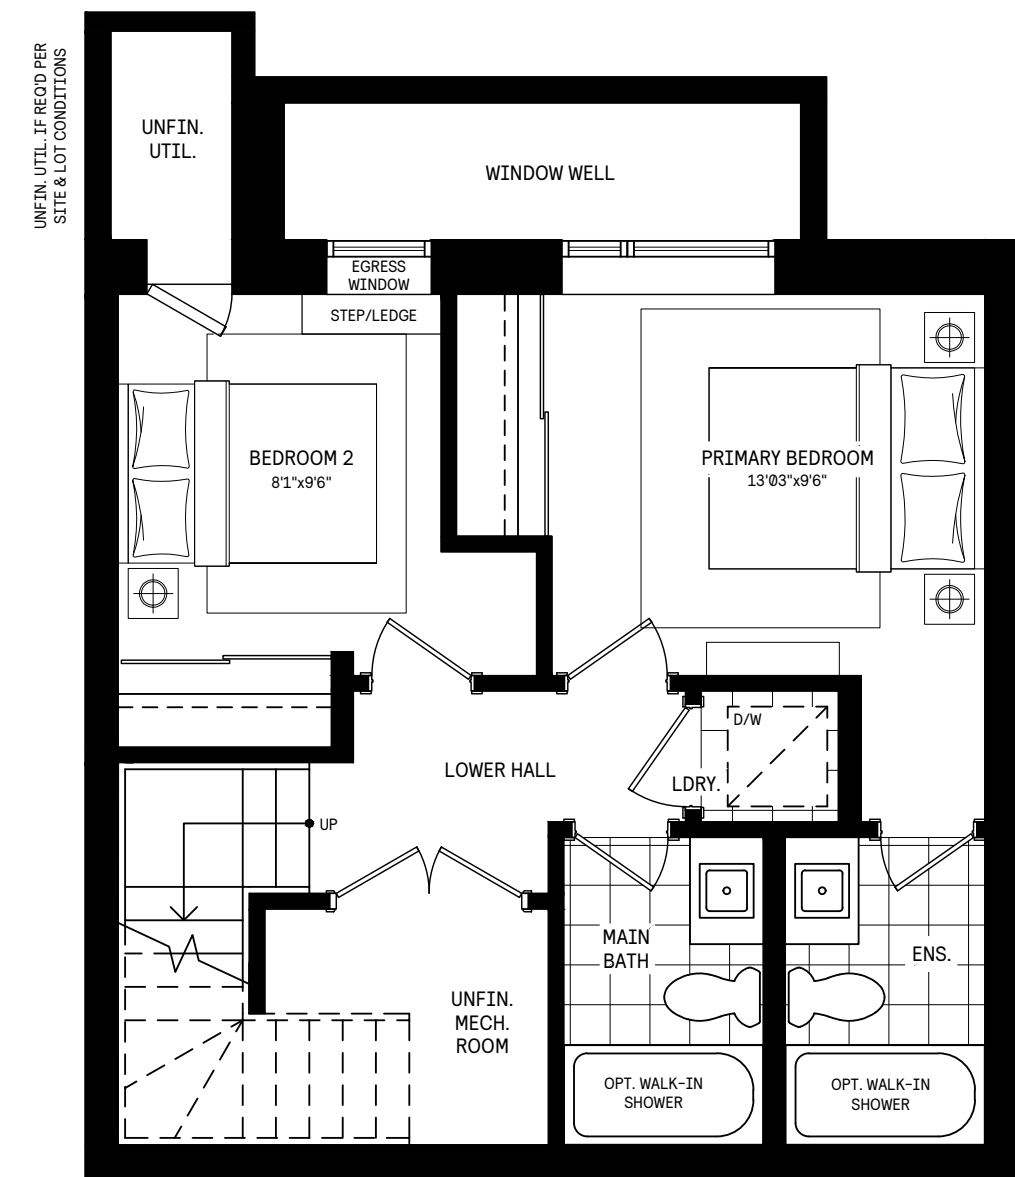 UNFIN. UTIL. IF REQ'D PER
SITE & LOT CONDITIONS
UNFIN.
UTIL.
WINDOW WELL
EGRESS
WINDOW
STEP/LEDGE
BEDROOM 2
8'1"x9'6"
PRIMARY BEDROOM
13'03"x9'6"
D/W
LDRY.
LOWER HALL
UP
MAIN
BATH
ENS.
UNFIN.
MECH.
ROOM
OPT. WALK-IN
SHOWER
OPT. WALK-IN
SHOWER